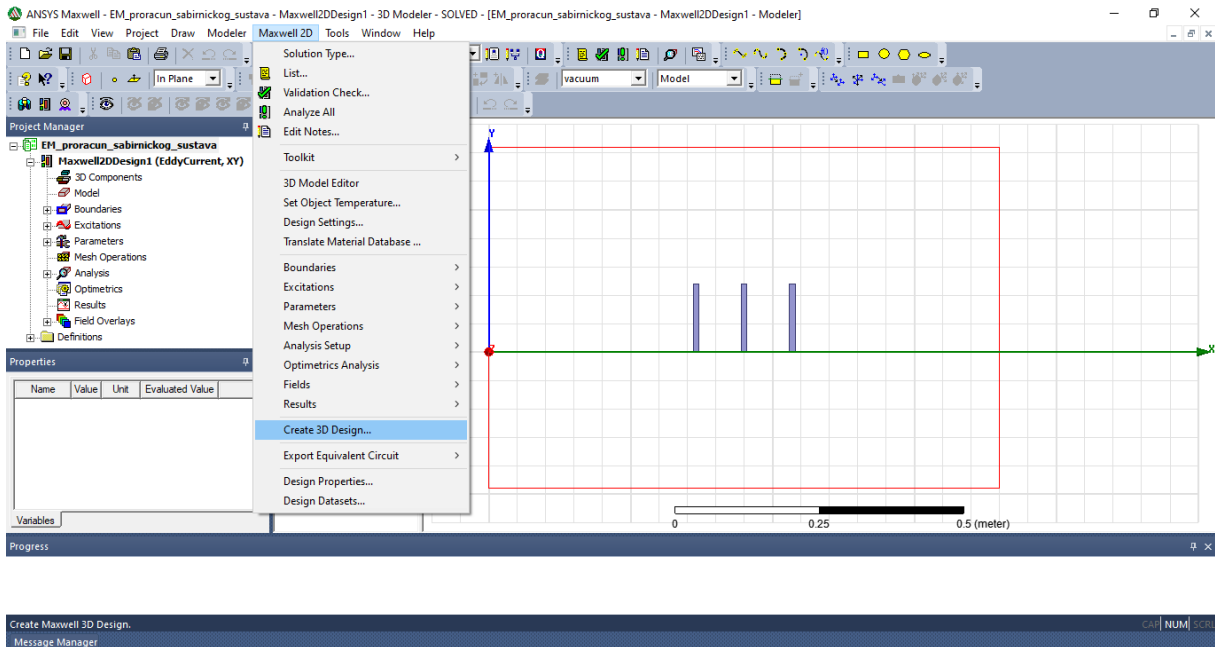 ANSYS Maxwell - EM_proracun_sabirnickog_sustava - Maxwell2DDesign1 - 3D Modeler - SOLVED - [EM_proracun_sabirnickog_sustava - Maxwell2DDesign1 - Modeler]
File Edit View Project Draw Modeler Maxwell 2D Tools Window Help
In Plane
vacuum
Model
Project Manager
EM_proracun_sabirnickog_sustava
Maxwell2DDesign1 (EddyCurrent, XY)
3D Components
Model
Boundaries
Excitations
Parameters
Mesh Operations
Analysis
Optimetrics
Results
Field Overlays
Definitions
Properties
Name Value Unit Evaluated Value
Variables
Solution Type...
List...
Validation Check...
Analyze All
Edit Notes...
Toolkit
3D Model Editor
Set Object Temperature...
Design Settings...
Translate Material Database ...
Boundaries
Excitations
Parameters
Mesh Operations
Analysis Setup
Optimetrics Analysis
Fields
Results
Create 3D Design...
Export Equivalent Circuit
Design Properties...
Design Datasets...
Y
X
0 0.25 0.5 (meter)
Progress
Create Maxwell 3D Design.
CAP NUM SCRL
Message Manager